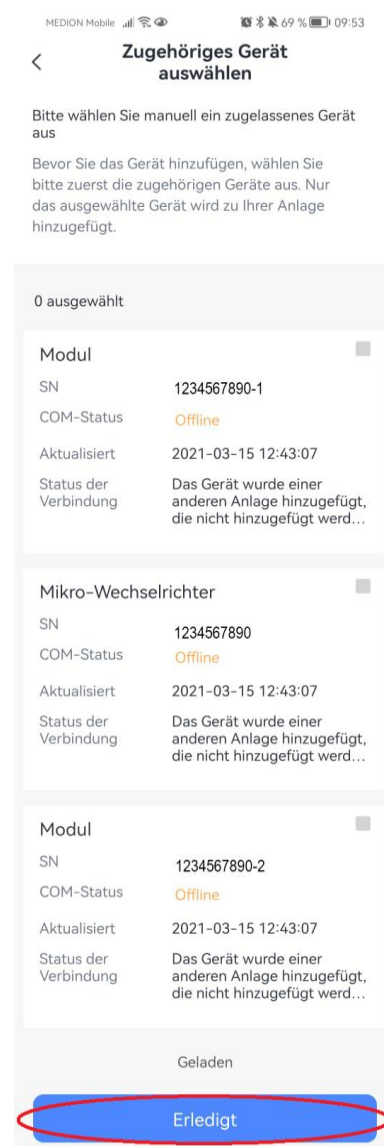 MEDION Mobile 69 % 09:53
Zugehöriges Gerät
auswählen
Bitte wählen Sie manuell ein zugelassenes Gerät
aus
Bevor Sie das Gerät hinzufügen, wählen Sie
bitte zuerst die zugehörigen Geräte aus. Nur
das ausgewählte Gerät wird zu Ihrer Anlage
hinzugefügt.
0 ausgewählt
Modul
SN 1234567890-1
COM-Status Offline
Aktualisiert 2021-03-15 12:43:07
Status der Das Gerät wurde einer
Verbindung anderen Anlage hinzugefügt,
die nicht hinzugefügt werd...
Mikro-Wechselrichter
SN 1234567890
COM-Status Offline
Aktualisiert 2021-03-15 12:43:07
Status der Das Gerät wurde einer
Verbindung anderen Anlage hinzugefügt,
die nicht hinzugefügt werd...
Modul
SN 1234567890-2
COM-Status Offline
Aktualisiert 2021-03-15 12:43:07
Status der Das Gerät wurde einer
Verbindung anderen Anlage hinzugefügt,
die nicht hinzugefügt werd...
Geladen
Erledigt